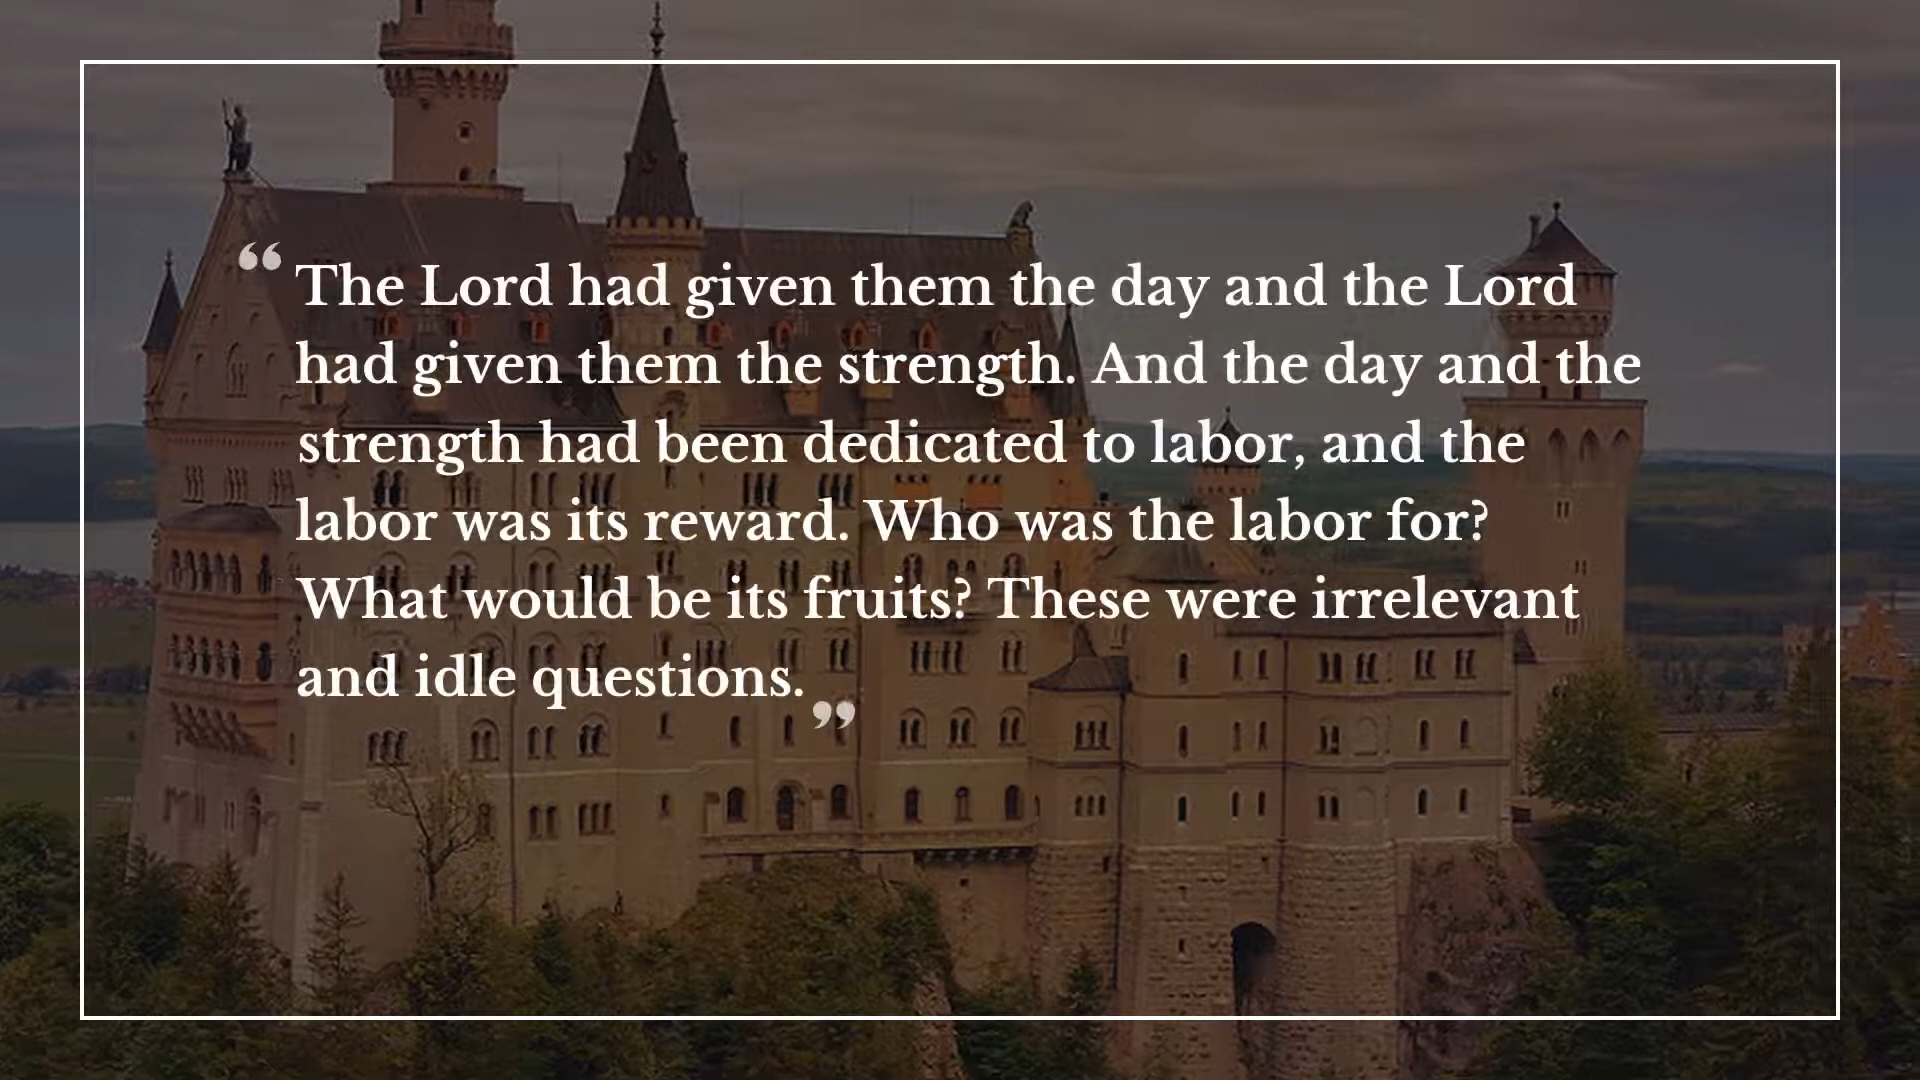 “The Lord had given them the day and the Lord
had given them the strength. And the day and the
strength had been dedicated to labor, and the
labor was its reward. Who was the labor for?
What would be its fruits? These were irrelevant
and idle questions.”